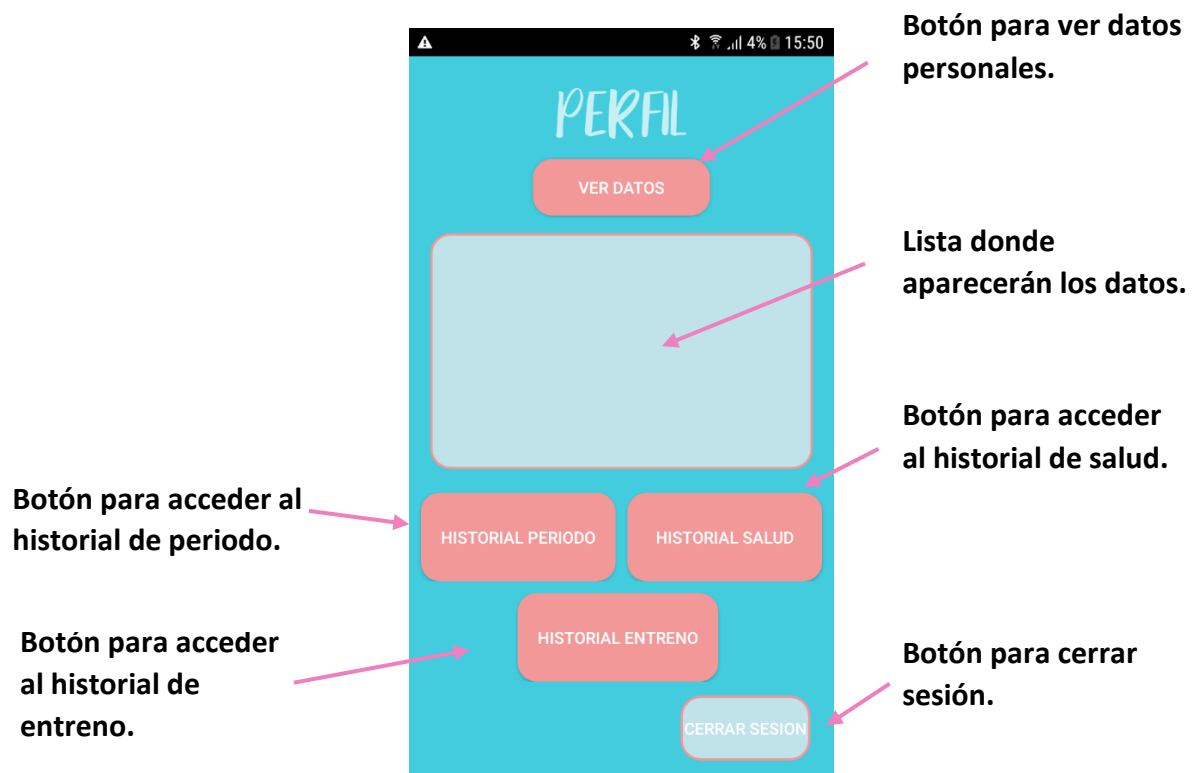 Botón para ver datos
personales.
4% 15:50
PERFIL
VER DATOS
Lista donde
aparecerán los datos.
Botón para acceder
al historial de salud.
Botón para acceder al
historial de periodo.
HISTORIAL PERIODO
HISTORIAL SALUD
Botón para acceder
al historial de
entreno.
HISTORIAL ENTRENO
Botón para cerrar
sesión.
CERRAR SESION